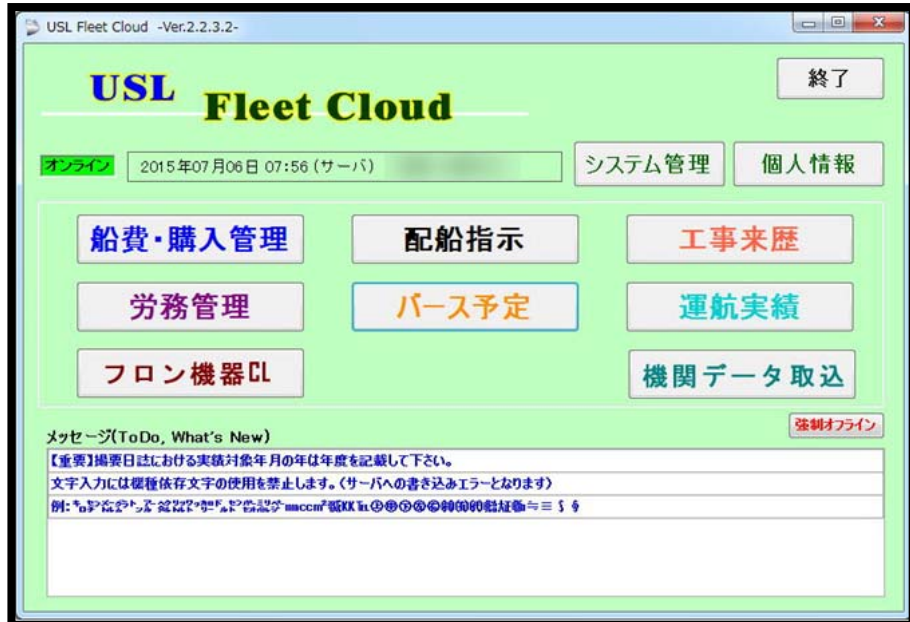 USL Fleet Cloud -Ver.2.2.3.2-
USL Fleet Cloud
終了
オンライン 2015年07月06日 07:56 (サーバ)
システム管理 個人情報
船費・購入管理 配船指示 工事来歴
労務管理 バース予定 運航実績
フロン機器CL 機関データ取込
強制オフライン
メッセージ(ToDo, What's New)
【重要】撮要日誌における実績対象年月の年は年度を記載して下さい。
文字入力には機種依存文字の使用を禁止します。(サーバへの書き込みエラーとなります)
例: